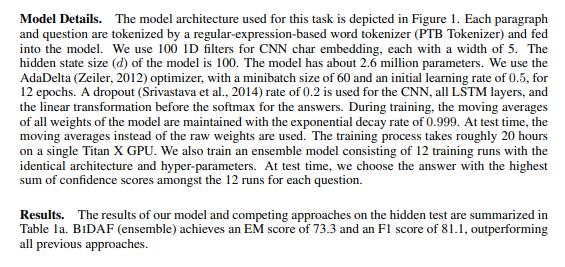 Model Details. The model architecture used for this task is depicted in Figure 1. Each paragraph
and question are tokenized by a regular-expression-based word tokenizer (PTB Tokenizer) and fed
into the model. We use 100 1D filters for CNN char embedding, each with a width of 5. The
hidden state size (d) of the model is 100. The model has about 2.6 million parameters. We use the
AdaDelta (Zeiler, 2012) optimizer, with a minibatch size of 60 and an initial learning rate of 0.5, for
12 epochs. A dropout (Srivastava et al., 2014) rate of 0.2 is used for the CNN, all LSTM layers, and
the linear transformation before the softmax for the answers. During training, the moving averages
of all weights of the model are maintained with the exponential decay rate of 0.999. At test time, the
moving averages instead of the raw weights are used. The training process takes roughly 20 hours
on a single Titan X GPU. We also train an ensemble model consisting of 12 training runs with the
identical architecture and hyper-parameters. At test time, we choose the answer with the highest
sum of confidence scores amongst the 12 runs for each question.
Results. The results of our model and competing approaches on the hidden test are summarized in
Table 1a. BIDAF (ensemble) achieves an EM score of 73.3 and an F1 score of 81.1, outperforming
all previous approaches.